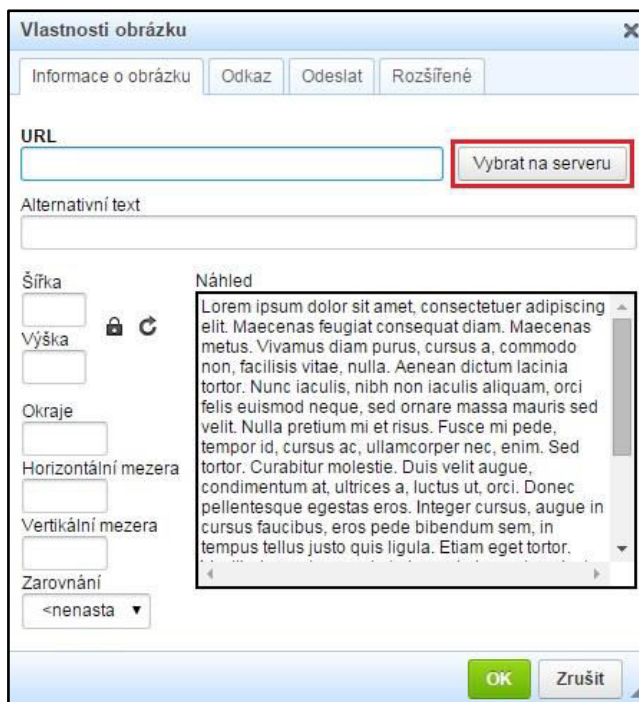 Vlastnosti obrázku
Informace o obrázku Odkaz Odeslat Rozšířené
URL
Vybrat na serveru
Alternativní text
Šířka
Výška
Okraje
Horizontální mezera
Vertikální mezera
Zarovnání
<nenasta
Náhled
Lorem ipsum dolor sit amet, consectetuer adipiscing
elit. Maecenas feugiat consequat diam. Maecenas
metus. Vivamus diam purus, cursus a, commodo
non, facilisis vitae, nulla. Aenean dictum lacinia
tortor. Nunc iaculis, nibh non iaculis aliquam, orci
felis euismod neque, sed ornare massa mauris sed
velit. Nulla pretium mi et risus. Fusce mi pede,
tempor id, cursus ac, ullamcorper nec, enim. Sed
tortor. Curabitur molestie. Duis velit augue,
condimentum at, ultrices a, luctus ut, orci. Donec
pellentesque egestas eros. Integer cursus, augue in
cursus faucibus, eros pede bibendum sem, in
tempus tellus justo quis ligula. Etiam eget tortor.
OK Zrušit